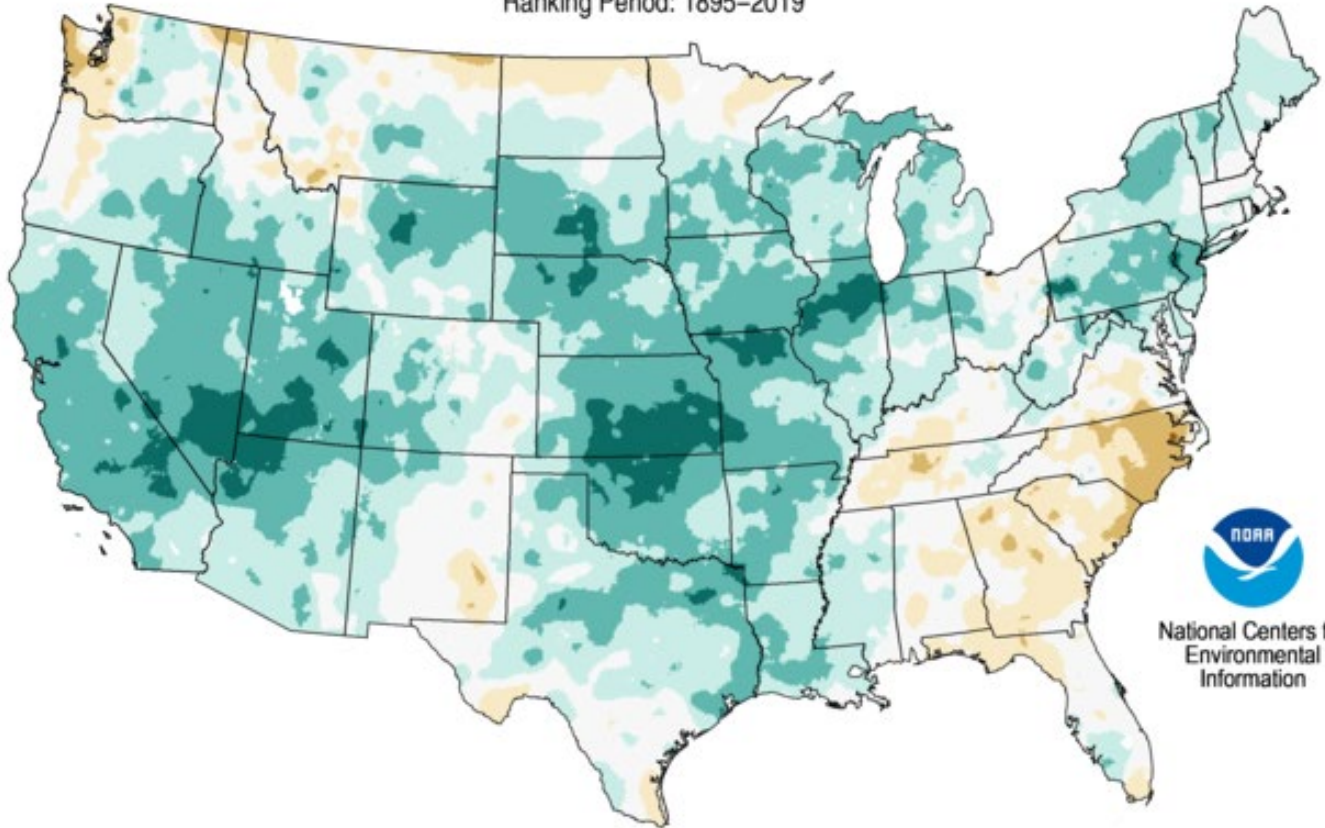 Ranking Period: 1895–2019
NOAA
National Centers f
Environmental
Information